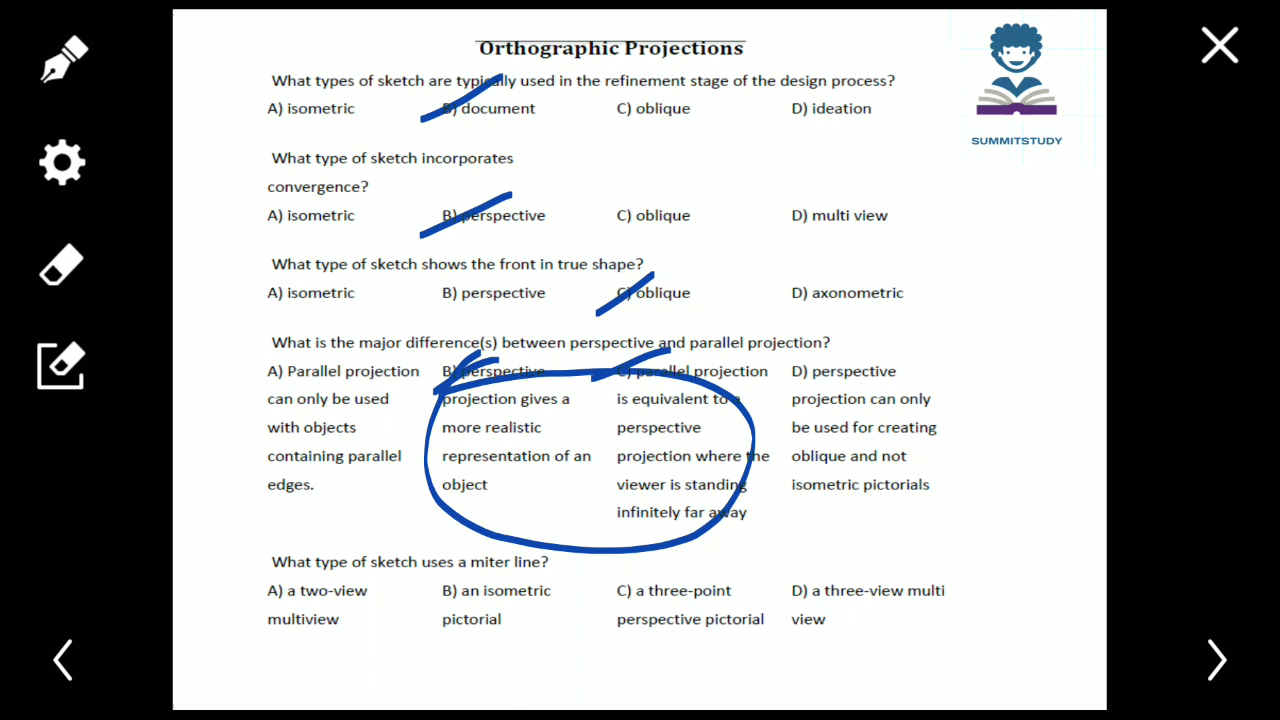 Orthographic Projections
What types of sketch are typically used in the refinement stage of the design process?
A) isometric B) document C) oblique D) ideation
SUMMITSTUDY
What type of sketch incorporates
convergence?
A) isometric B) perspective C) oblique D) multi view
What type of sketch shows the front in true shape?
A) isometric B) perspective C) oblique D) axonometric
What is the major difference(s) between perspective and parallel projection?
A) Parallel projection B) perspective C) parallel projection D) perspective
can only be used projection gives a is equivalent to a projection can only
with objects more realistic perspective be used for creating
containing parallel representation of an projection where the oblique and not
edges. object viewer is standing isometric pictorials
infinitely far away
What type of sketch uses a miter line?
A) a two-view B) an isometric C) a three-point D) a three-view multi
multiview pictorial perspective pictorial view